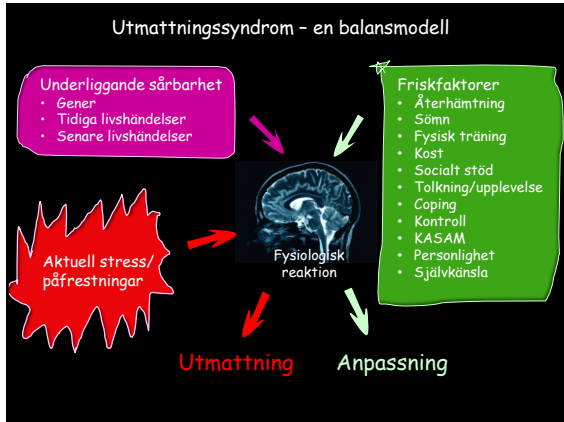 Utmattningssyndrom – en balansmodell
Underliggande sårbarhet
• Gener
• Tidiga livshändelser
• Senare livshändelser
Friskfaktorer
• Återhämtning
• Sömn
• Fysisk träning
• Kost
• Socialt stöd
• Tolkning/upplevelse
• Coping
• Kontroll
• KASAM
• Personlighet
• Självkänsla
Aktuell stress/
påfrestningar
Fysiologisk
reaktion
Utmattning
Anpassning